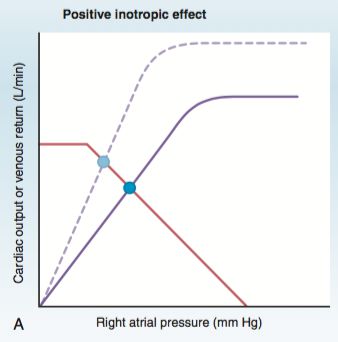 Positive inotropic effect
Cardiac output or venous return (L/min)
A
Right atrial pressure (mm Hg)